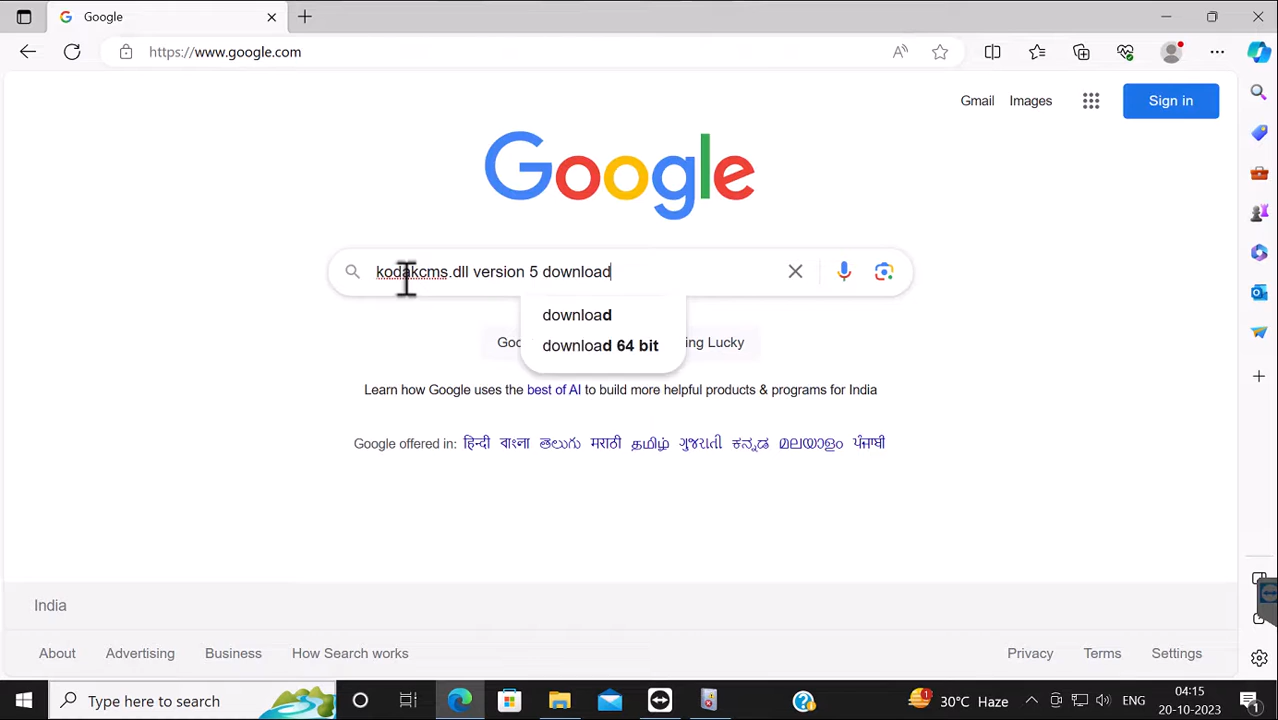 Google
https://www.google.com
Gmail Images Sign in
Google
kodakcms.dll version 5 download
download
download 64 bit
Goo ing Lucky
Learn how Google uses the best of AI to build more helpful products & programs for India
Google offered in: हिन्दी বাংলা తెలుగు मराठी தமிழ் ગુજરાતી ಕನ್ನಡ മലയാളം ਪੰਜਾਬੀ
India
About Advertising Business How Search works Privacy Terms Settings
Type here to search 1 30°C Haze ENG 04:15
20-10-2023 1